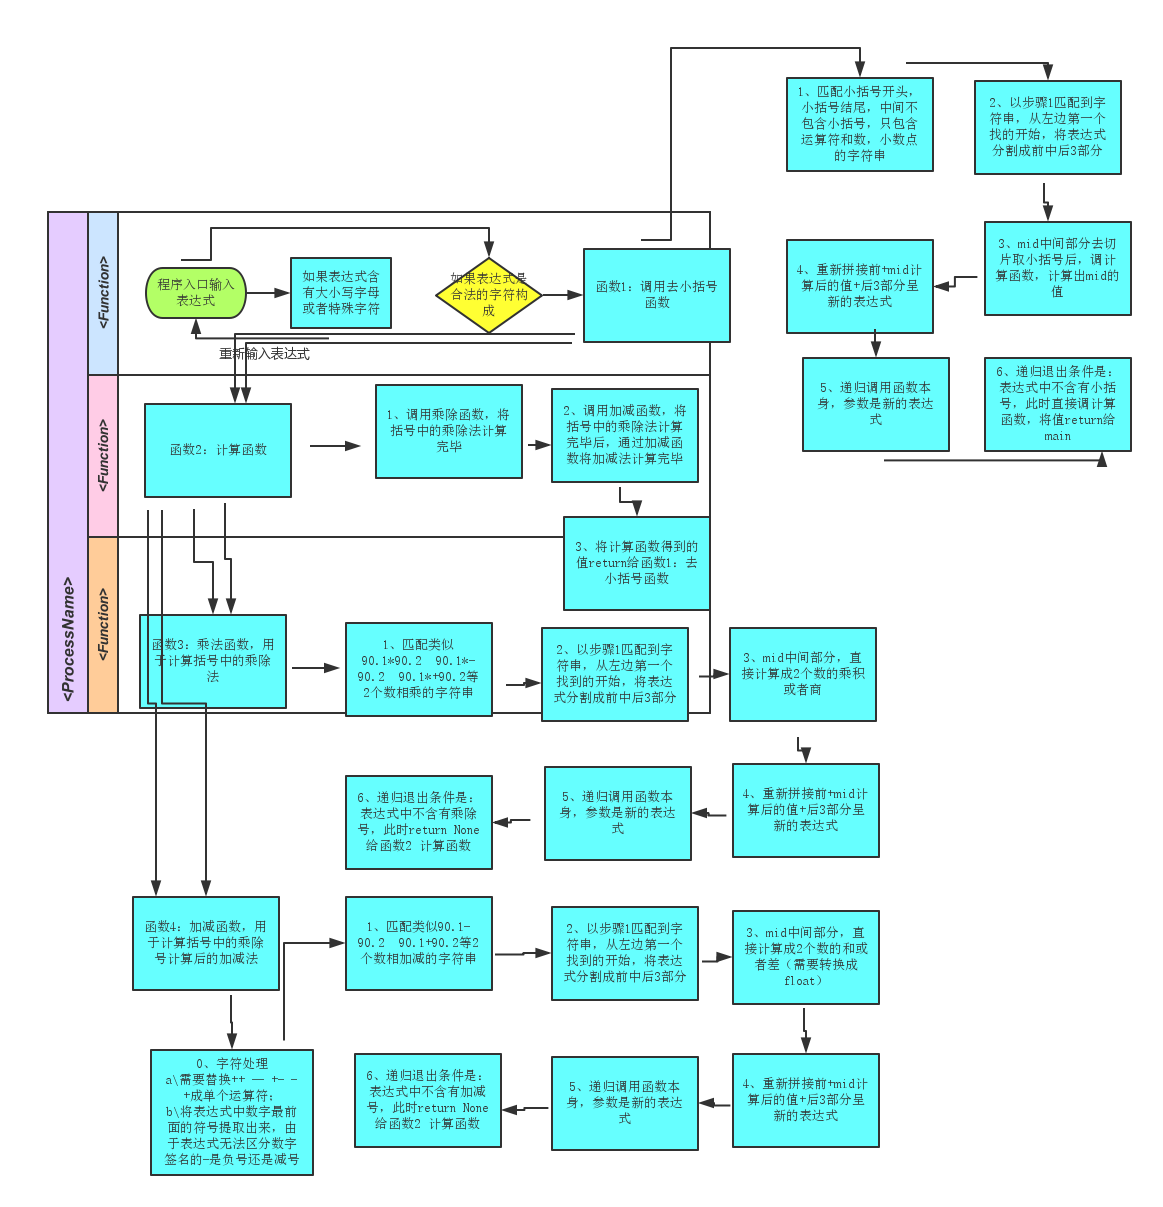 1、匹配小括号开头,
小括号结尾, 中间不
包含小括号, 只包含
运算符和数, 小数点
的字符串
2、以步骤1匹配到字
符串, 从左边第一个
找的开始, 将表达式
分割成前中后3部分
3、mid中间部分去切
片取小括号后, 调计
算函数, 计算出mid的
值
4、重新拼接前+mid计
算后的值+后3部分呈
新的表达式
5、递归调用函数本
身, 参数是新的表达
式
6、递归退出条件是:
表达式中不含有小括
号, 此时直接调计算
函数, 将值return给
main
<ProcessName>
<Function>
程序入口输入
表达式
如果表达式含
有大小写字母
或者特殊字符
如果表达式是
合法的字符构
成
函数1: 调用去小括号
函数
重新输入表达式
<Function>
函数2: 计算函数
1、调用乘除函数, 将
括号中的乘除法计算
完毕
2、调用加减函数, 将
括号中的乘除法计算
完毕后, 通过加减函
数将加减法计算完毕
3、将计算函数得到的
值return给函数1: 去
小括号函数
<Function>
函数3: 乘法函数, 用
于计算括号中的乘除
法
1、匹配类似
90.1*90.2 90.1*-
90.2 90.1*+90.2等
2个数相乘的字符串
2、以步骤1匹配到字
符串, 从左边第一个
找到的开始, 将表达
式分割成前中后3部分
3、mid中间部分, 直
接计算成2个数的乘积
或者商
4、重新拼接前+mid计
算后的值+后3部分呈
新的表达式
5、递归调用函数本
身, 参数是新的表达
式
6、递归退出条件是:
表达式中不含有乘除
号, 此时return None
给函数2 计算函数
函数4: 加减函数, 用
于计算括号中的乘除
号计算后的加减法
1、匹配类似90.1-
90.2 90.1+90.2等2
个数相加减的字符串
2、以步骤1匹配到字
符串, 从左边第一个
找到的开始, 将表达
式分割成前中后3部分
3、mid中间部分, 直
接计算成2个数的和或
者差（需要转换成
float）
4、重新拼接前+mid计
算后的值+后3部分呈
新的表达式
5、递归调用函数本
身, 参数是新的表达
式
6、递归退出条件是:
表达式中不含有加减
号, 此时return None
给函数2 计算函数
0、字符处理
a\需要替换++ -- +- -
+成单个运算符;
b\将表达式中数字最前
面的符号提取出来, 由
于表达式无法区分数字
签名的-是负号还是减号